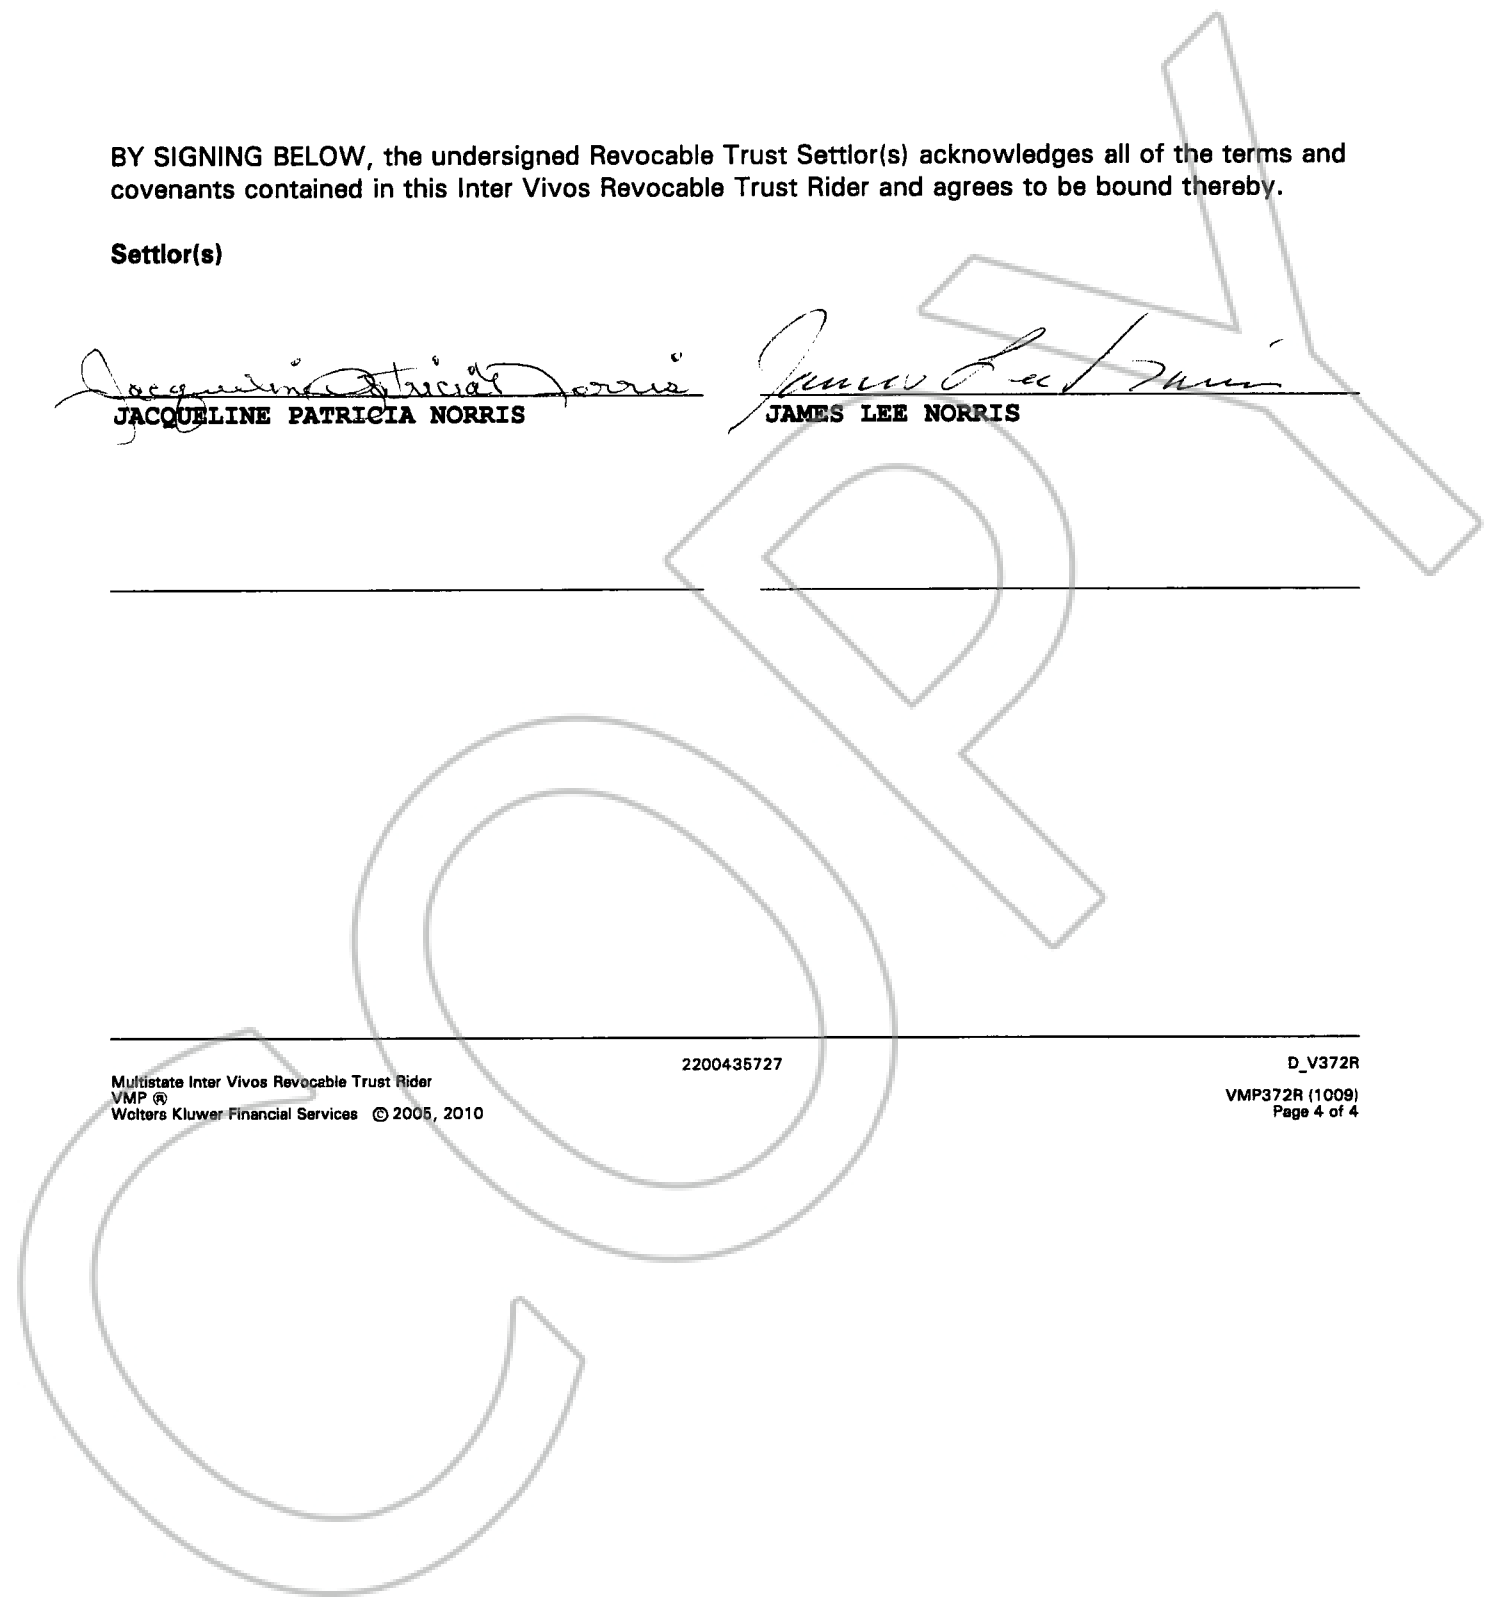 BY SIGNING BELOW, the undersigned Revocable Trust Settlor(s) acknowledges all of the terms and
covenants contained in this Inter Vivos Revocable Trust Rider and agrees to be bound thereby.
Settlor(s)
Jacqueline Patricia Norris James Lee Norris
JACQUELINE PATRICIA NORRIS JAMES LEE NORRIS
2200435727 D_V372R
Multistate Inter Vivos Revocable Trust Rider
VMP ® VMP372R (1009)
Wolters Kluwer Financial Services © 2005, 2010 Page 4 of 4
COPY